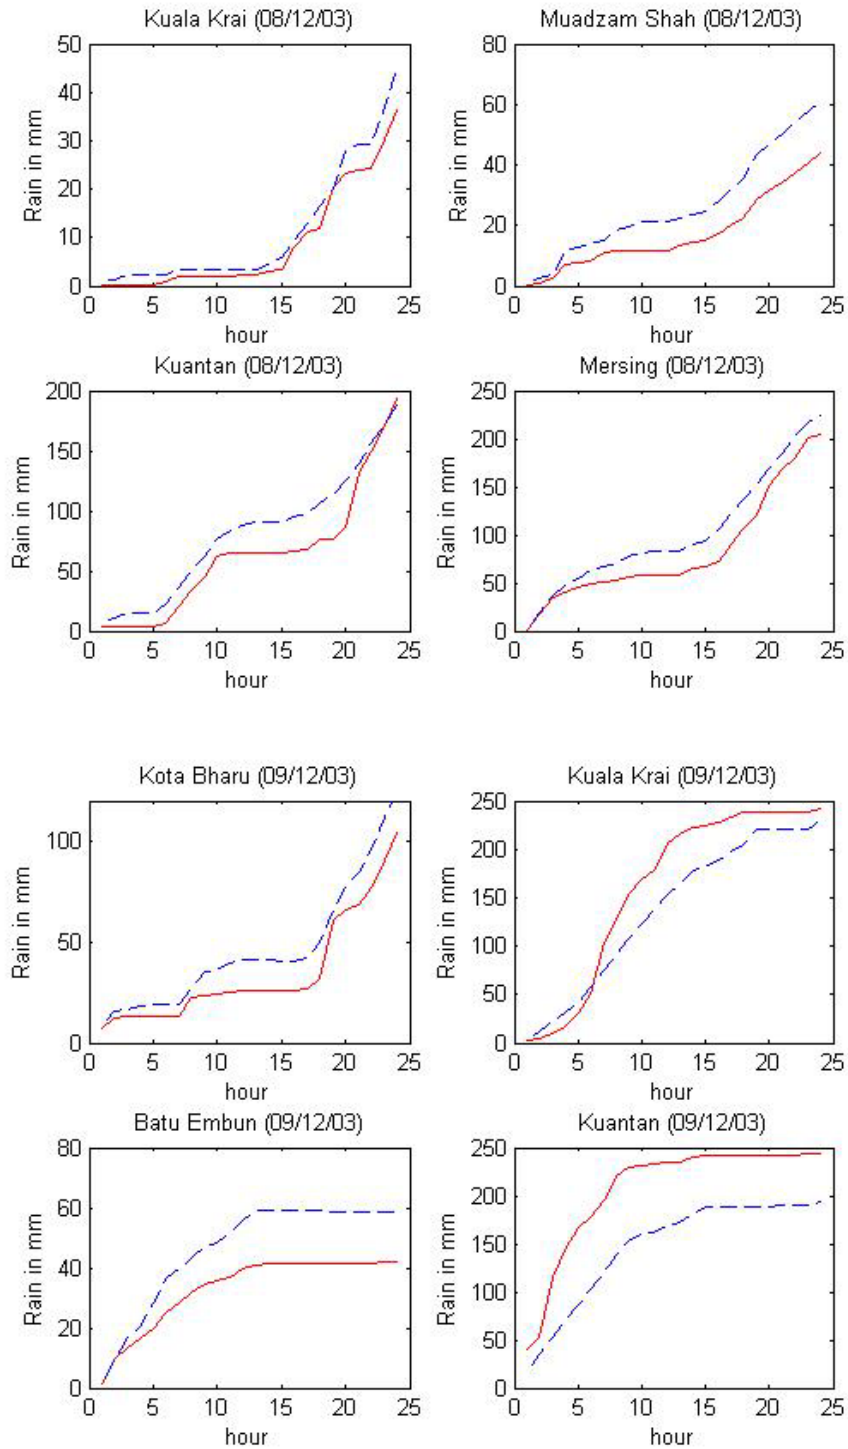 Kuala Krai (08/12/03)
50
40
30
20
10
0
Rain in mm
0 5 10 15 20 25
hour
Muadzam Shah (08/12/03)
80
60
40
20
0
Rain in mm
0 5 10 15 20 25
hour
Kuantan (08/12/03)
200
150
100
50
0
Rain in mm
0 5 10 15 20 25
hour
Mersing (08/12/03)
250
200
150
100
50
0
Rain in mm
0 5 10 15 20 25
hour
Kota Bharu (09/12/03)
100
50
0
Rain in mm
0 5 10 15 20 25
hour
Kuala Krai (09/12/03)
250
200
150
100
50
0
Rain in mm
0 5 10 15 20 25
hour
Batu Embun (09/12/03)
80
60
40
20
0
Rain in mm
0 5 10 15 20 25
hour
Kuantan (09/12/03)
250
200
150
100
50
0
Rain in mm
0 5 10 15 20 25
hour